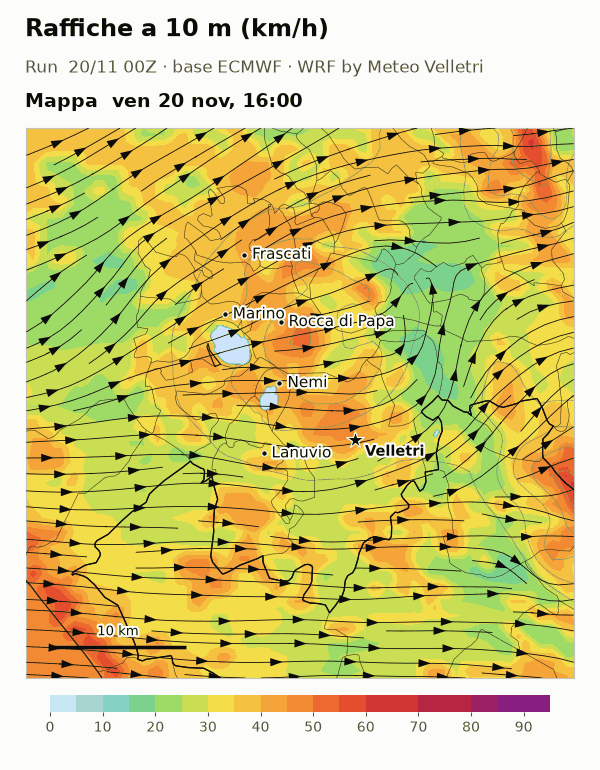 Raffiche a 10 m (km/h)
Run 20/11 00Z · base ECMWF · WRF by Meteo Velletri
Mappa ven 20 nov, 16:00
Frascati
Marino
Rocca di Papa
Nemi
Velletri
Lanuvio
10 km
0 10 20 30 40 50 60 70 80 90